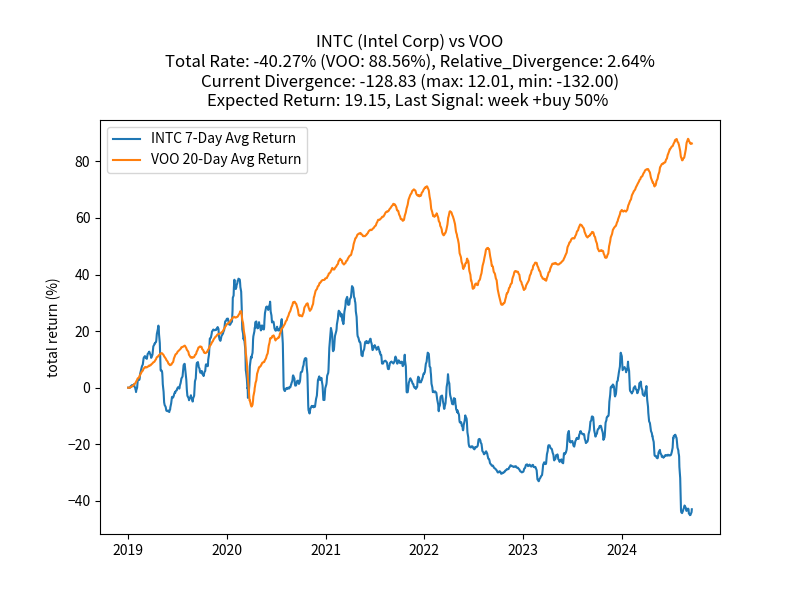 INTC (Intel Corp) vs VOO
Total Rate: -40.27% (VOO: 88.56%), Relative_Divergence: 2.64%
Current Divergence: -128.83 (max: 12.01, min: -132.00)
Expected Return: 19.15, Last Signal: week +buy 50%
INTC 7-Day Avg Return
VOO 20-Day Avg Return
total return (%)
80
60
40
20
0
−20
−40
2019
2020
2021
2022
2023
2024